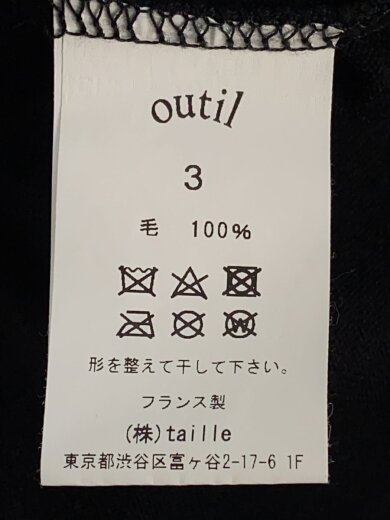 outil
3
毛 100%
形を整えて干して下さい。
フランス製
(株)taille
東京都渋谷区富ヶ谷2-17-6 1F